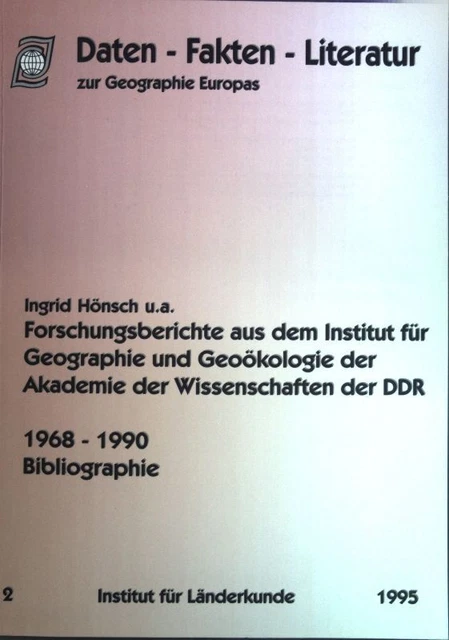 Daten - Fakten - Literatur
zur Geographie Europas
Ingrid Hönsch u.a.
Forschungsberichte aus dem Institut für
Geographie und Geoökologie der
Akademie der Wissenschaften der DDR
1968 - 1990
Bibliographie
2 Institut für Länderkunde 1995